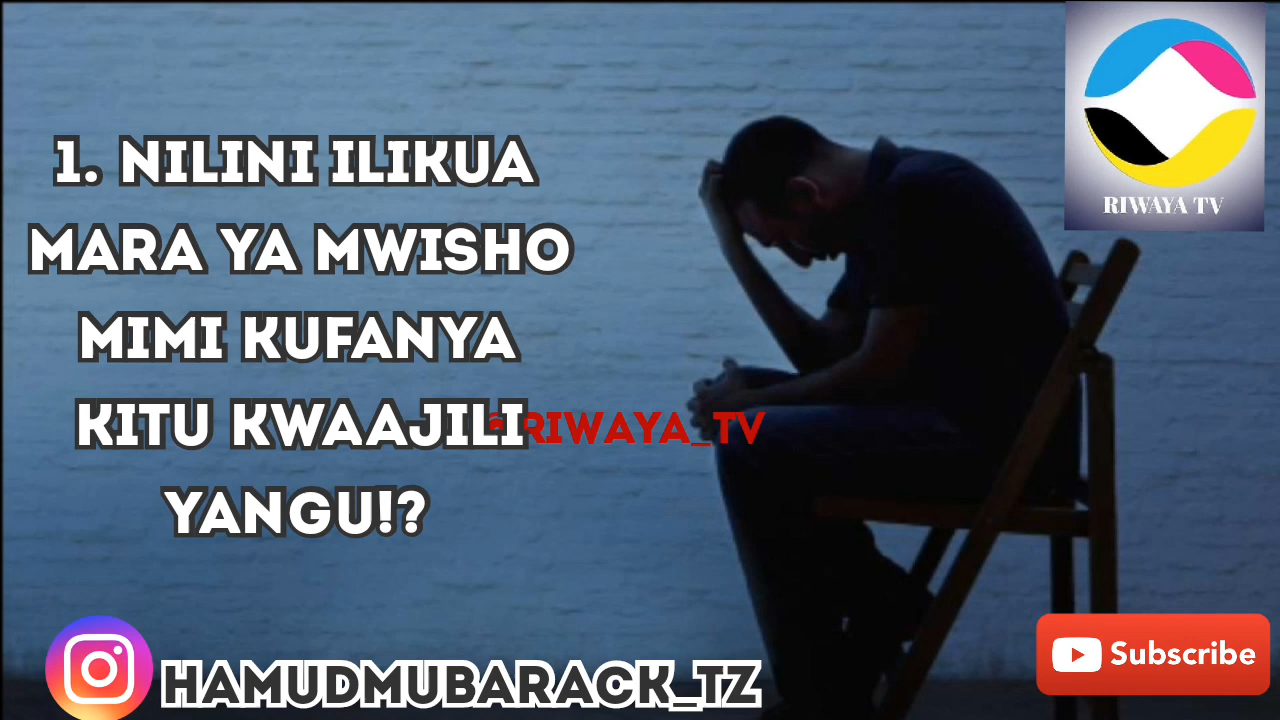 RIWAYA TV
1. NILINI ILIKUA
MARA YA MWISHO
MIMI KUFANYA
KITU KWAAJILI
YANGU!?
@RIWAYA_TV
HAMUDMUBARACK_TZ
Subscribe